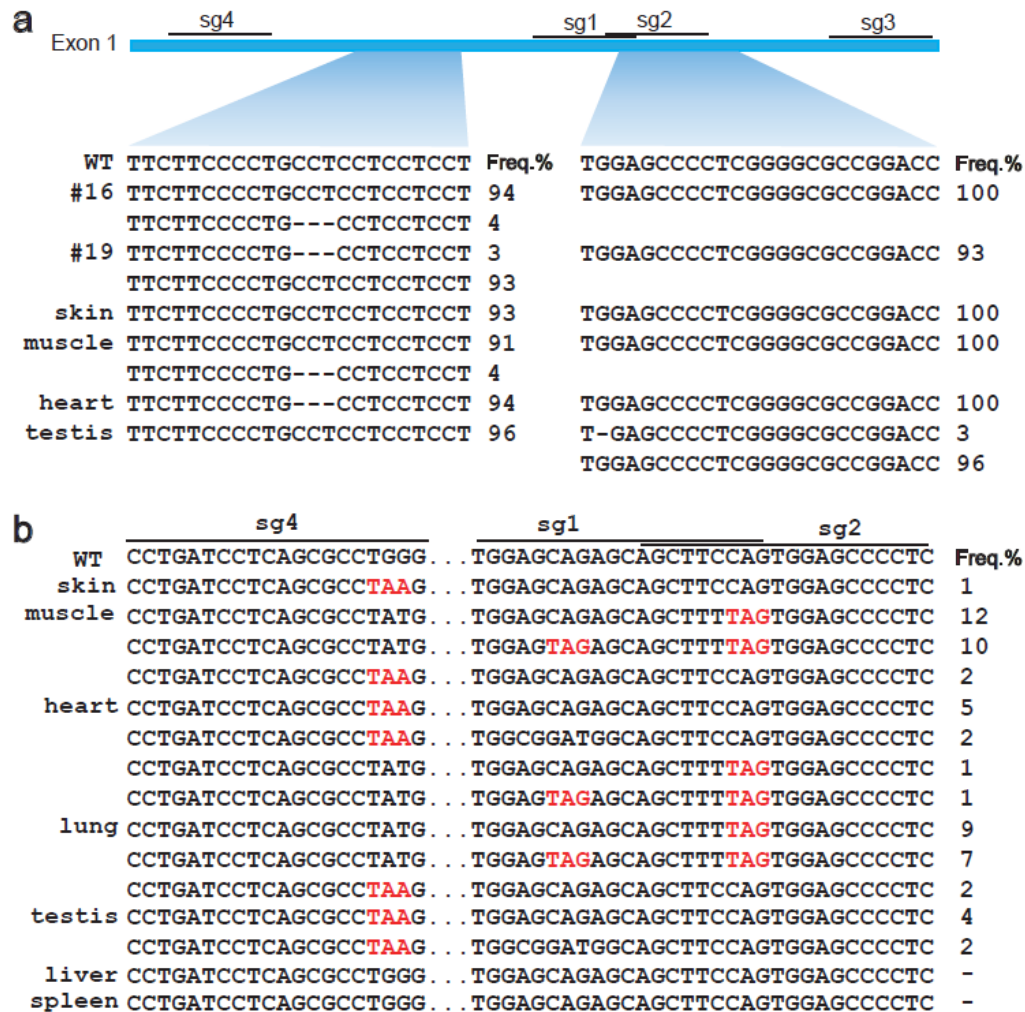 a
sg4 sg1 sg2 sg3
Exon 1
WT TTCTTCCCCTGCCTCCTCCTCCT Freq.% TGGAGCCCCTCGGGGCGCCGGACC Freq.%
#16 TTCTTCCCCTGCCTCCTCCTCCT 94 TGGAGCCCCTCGGGGCGCCGGACC 100
TTCTTCCCCTG---CCTCCTCCT 4
#19 TTCTTCCCCTG---CCTCCTCCT 3 TGGAGCCCCTCGGGGCGCCGGACC 93
TTCTTCCCCTGCCTCCTCCTCCT 93
skin TTCTTCCCCTGCCTCCTCCTCCT 93 TGGAGCCCCTCGGGGCGCCGGACC 100
muscle TTCTTCCCCTGCCTCCTCCTCCT 91 TGGAGCCCCTCGGGGCGCCGGACC 100
TTCTTCCCCTG---CCTCCTCCT 4
heart TTCTTCCCCTG---CCTCCTCCT 94 TGGAGCCCCTCGGGGCGCCGGACC 100
testis TTCTTCCCCTGCCTCCTCCTCCT 96 T-GAGCCCCTCGGGGCGCCGGACC 3
TGGAGCCCCTCGGGGCGCCGGACC 96
b
sg4 sg1 sg2
WT CCTGATCCTCAGCGCCTGGG...TGGAGCAGAGCAGCTTCCAGTGGAGCCCCTC Freq.%
skin CCTGATCCTCAGCGCCTAAG...TGGAGCAGAGCAGCTTCCAGTGGAGCCCCTC 1
muscle CCTGATCCTCAGCGCCTATG...TGGAGCAGAGCAGCTTTTAGTGGAGCCCCTC 12
CCTGATCCTCAGCGCCTATG...TGGAGTAGAGCAGCTTTTAGTGGAGCCCCTC 10
CCTGATCCTCAGCGCCTAAG...TGGAGCAGAGCAGCTTCCAGTGGAGCCCCTC 2
heart CCTGATCCTCAGCGCCTAAG...TGGAGCAGAGCAGCTTCCAGTGGAGCCCCTC 5
CCTGATCCTCAGCGCCTAAG...TGGCGGATGGCAGCTTCCAGTGGAGCCCCTC 2
CCTGATCCTCAGCGCCTATG...TGGAGCAGAGCAGCTTTTAGTGGAGCCCCTC 1
CCTGATCCTCAGCGCCTATG...TGGAGTAGAGCAGCTTTTAGTGGAGCCCCTC 1
lung CCTGATCCTCAGCGCCTATG...TGGAGCAGAGCAGCTTTTAGTGGAGCCCCTC 9
CCTGATCCTCAGCGCCTATG...TGGAGTAGAGCAGCTTTTAGTGGAGCCCCTC 7
CCTGATCCTCAGCGCCTAAG...TGGAGCAGAGCAGCTTCCAGTGGAGCCCCTC 2
testis CCTGATCCTCAGCGCCTAAG...TGGAGCAGAGCAGCTTCCAGTGGAGCCCCTC 4
CCTGATCCTCAGCGCCTAAG...TGGCGGATGGCAGCTTCCAGTGGAGCCCCTC 2
liver CCTGATCCTCAGCGCCTGGG...TGGAGCAGAGCAGCTTCCAGTGGAGCCCCTC -
spleen CCTGATCCTCAGCGCCTGGG...TGGAGCAGAGCAGCTTCCAGTGGAGCCCCTC -